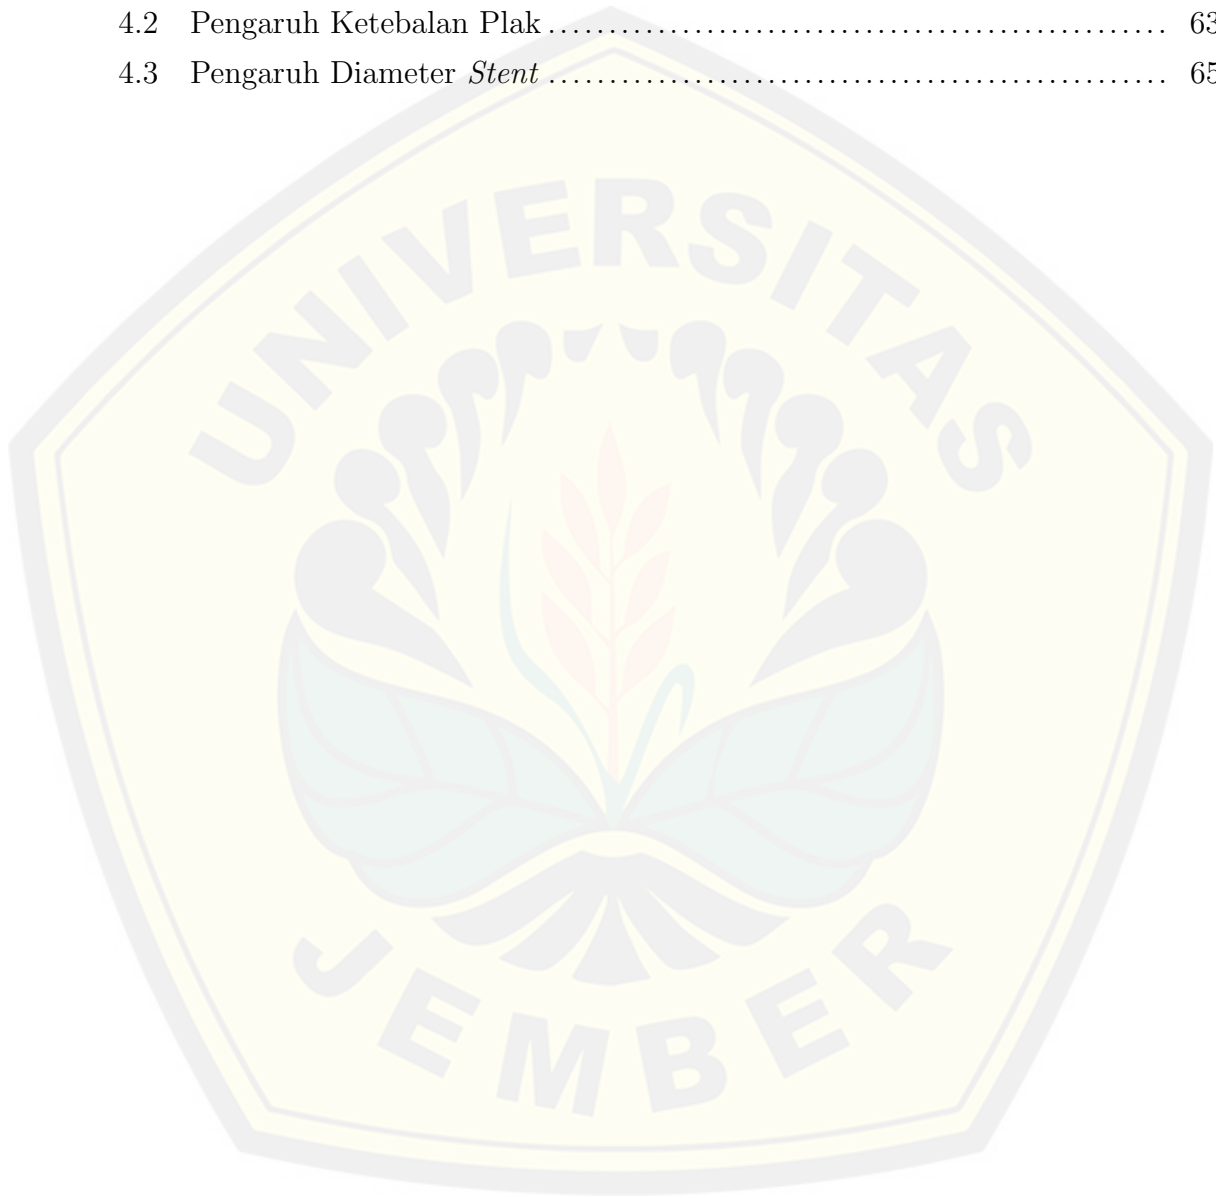 4.2 Pengaruh Ketebalan Plak ................................................... 63
4.3 Pengaruh Diameter Stent ................................................... 65
UNIVERSITAS
JEMBER